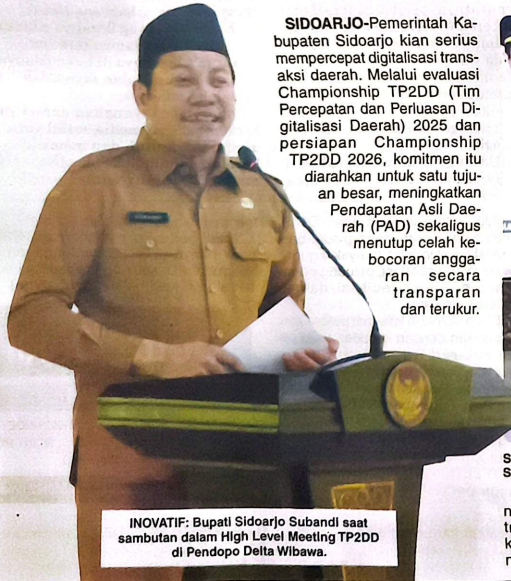 SIDOARJO-Pemerintah Ka-
bupaten Sidoarjo kian serius
mempercepat digitalisasi trans-
aksi daerah. Melalui evaluasi
Championship TP2DD (Tim
Percepatan dan Perluasan Di-
gitalisasi Daerah) 2025 dan
persiapan Championship
TP2DD 2026, komitmen itu
diarahkan untuk satu tuju-
an besar, meningkatkan
Pendapatan Asli Dae-
rah (PAD) sekaligus
menutup celah ke-
bocoran angga-
ran secara
transparan
dan terukur.
INOVATIF: Bupati Sidoarjo Subandi saat
sambutan dalam High Level Meeting TP2DD
di Pendopo Delta Wibawa.